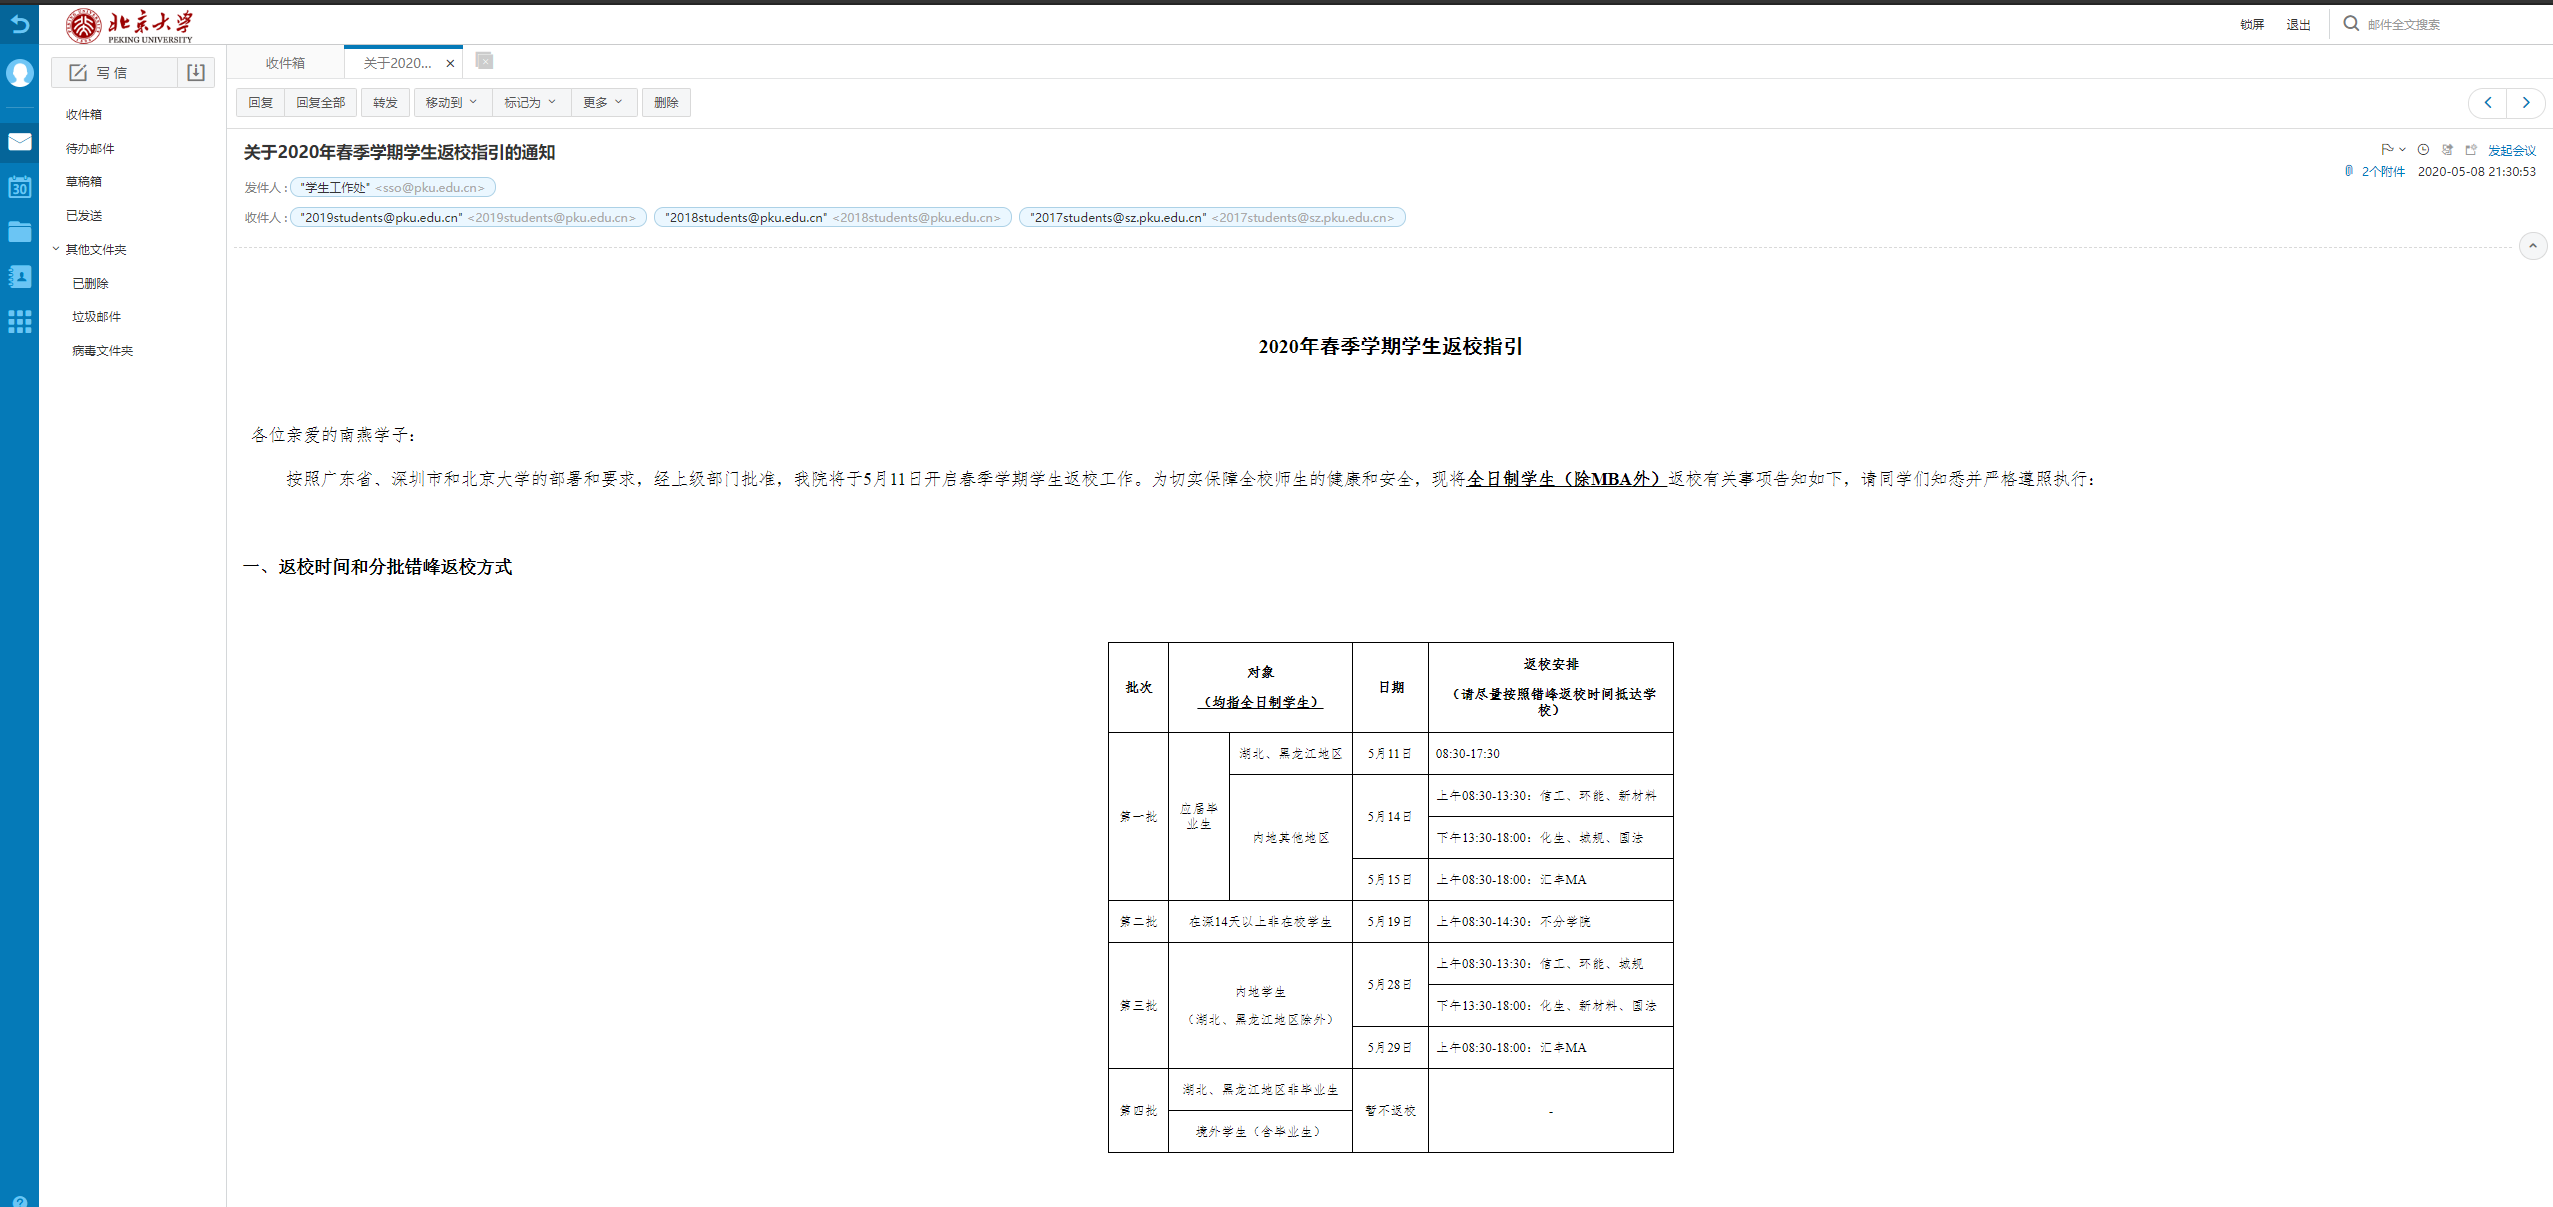 北京大学
PEKING UNIVERSITY
锁屏 退出 邮件全文搜索
写 信
收件箱
待办邮件
草稿箱
已发送
其他文件夹
已删除
垃圾邮件
病毒文件夹
30
收件箱 关于2020...
回复 回复全部 转发 移动到 标记为 更多 删除
关于2020年春季学期学生返校指引的通知
发起会议
发件人 : "学生工作处" <sso@pku.edu.cn>
2个附件 2020-05-08 21:30:53
收件人 : "2019students@pku.edu.cn" <2019students@pku.edu.cn> "2018students@pku.edu.cn" <2018students@pku.edu.cn> "2017students@sz.pku.edu.cn" <2017students@sz.pku.edu.cn>
2020年春季学期学生返校指引
各位亲爱的南燕学子：
按照广东省、深圳市和北京大学的部署和要求，经上级部门批准，我院将于5月11日开启春季学期学生返校工作。为切实保障全校师生的健康和安全，现将全日制学生（除MBA外）返校有关事项告知如下，请同学们知悉并严格遵照执行：
一、返校时间和分批错峰返校方式
批次
对象
（均指全日制学生）
日期
返校安排
（请尽量按照错峰返校时间抵达学
校）
第一批
应届毕
业生
湖北、黑龙江地区 5月11日 08:30-17:30
内地其他地区
5月14日
上午08:30-13:30：信工、环能、新材料
下午13:30-18:00：化生、城规、国法
5月15日 上午08:30-18:00：汇丰MA
第二批 在深14天以上非在校学生 5月19日 上午08:30-14:30：不分学院
第三批
内地学生
（湖北、黑龙江地区除外）
5月28日
上午08:30-13:30：信工、环能、城规
下午13:30-18:00：化生、新材料、国法
5月29日 上午08:30-18:00：汇丰MA
第四批
湖北、黑龙江地区非毕业生
境外学生（含毕业生）
暂不返校
-